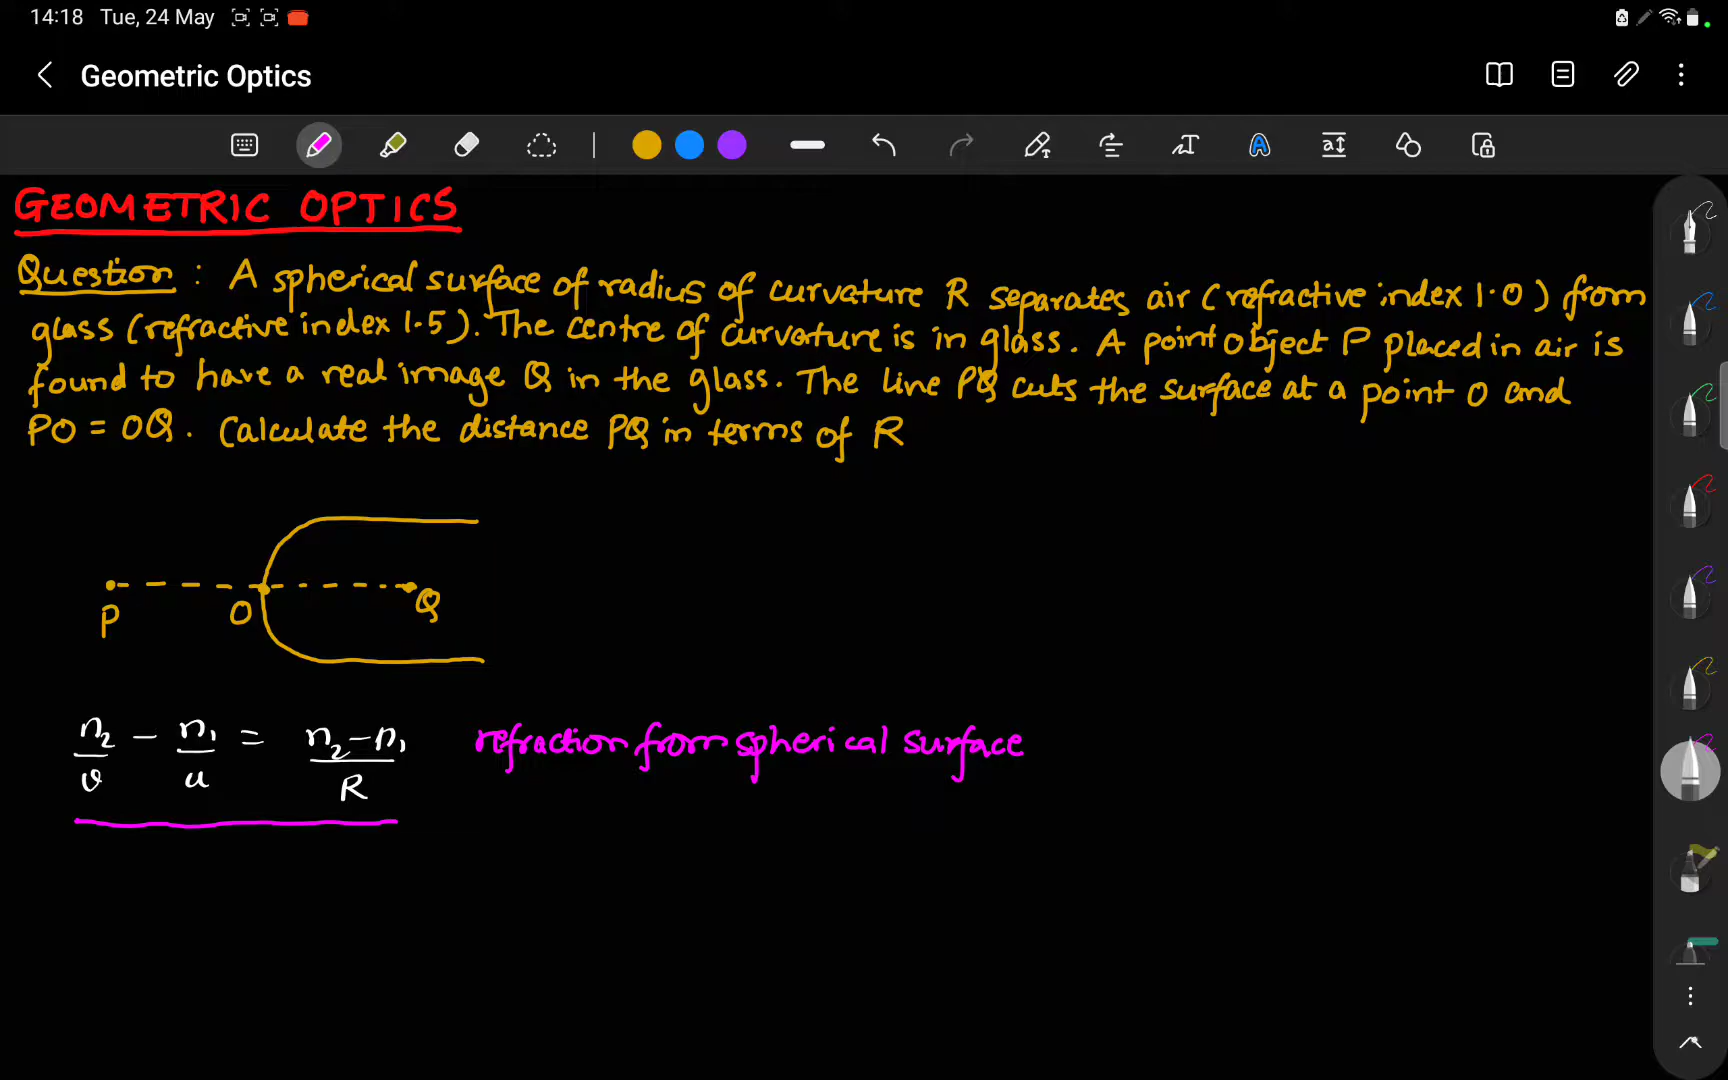 14:18 Tue, 24 May
Geometric Optics
GEOMETRIC OPTICS
Question : A spherical surface of radius of curvature R separates air (refractive index 1.0) from
glass (refractive index 1.5). The centre of curvature is in glass. A point object P placed in air is
found to have a real image Q in the glass. The line PQ cuts the surface at a point O and
PO = OQ. Calculate the distance PQ in terms of R
P O Q
n₂/v − n₁/u = n₂−n₁/R refraction from spherical surface